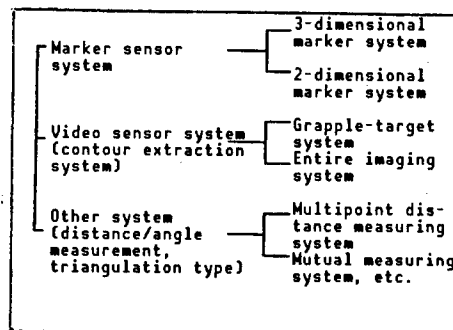 3-dimensional
marker system
Marker sensor
system
2-dimensional
marker system
Video sensor system
(contour extraction
system)
Grapple-target
system
Entire imaging
system
Other system
(distance/angle
measurement,
triangulation type)
Multipoint dis-
tance measuring
system
Mutual measuring
system, etc.